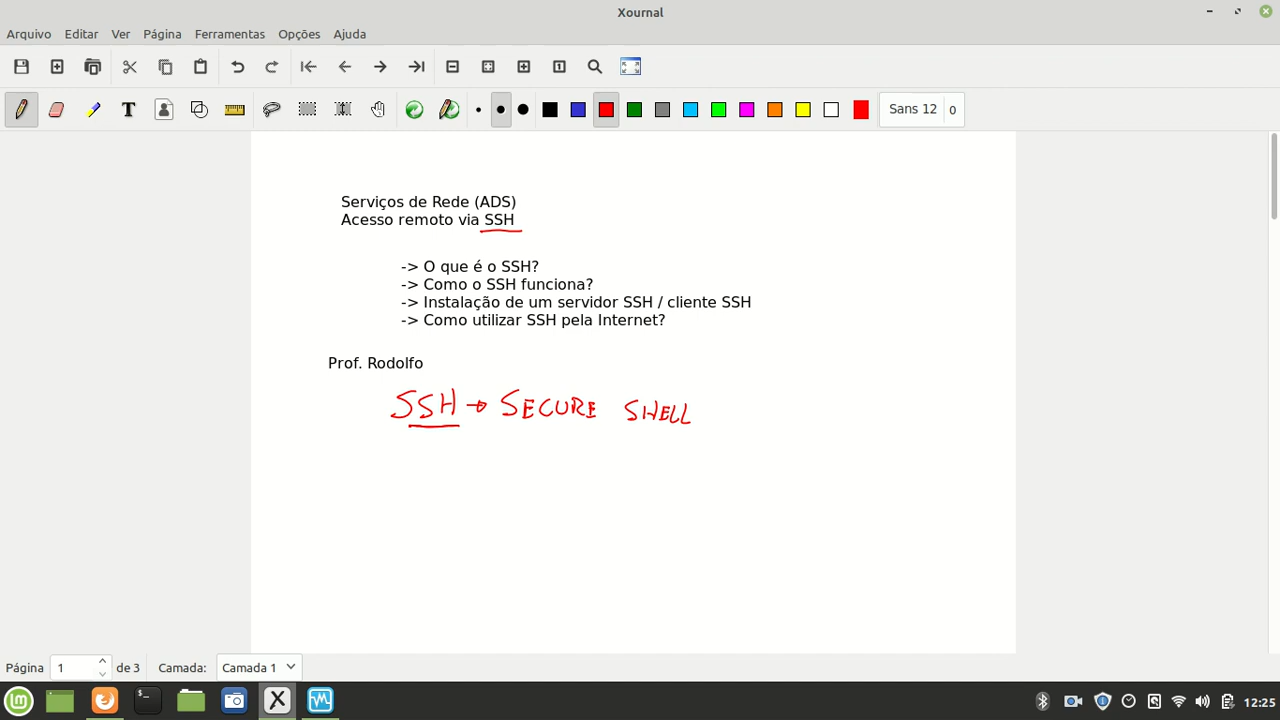 Xournal
Arquivo Editar Ver Página Ferramentas Opções Ajuda
Sans 12 0
Serviços de Rede (ADS)
Acesso remoto via SSH
-> O que é o SSH?
-> Como o SSH funciona?
-> Instalação de um servidor SSH / cliente SSH
-> Como utilizar SSH pela Internet?
Prof. Rodolfo
SSH → SECURE SHELL
Página 1 de 3 Camada: Camada 1
12:25